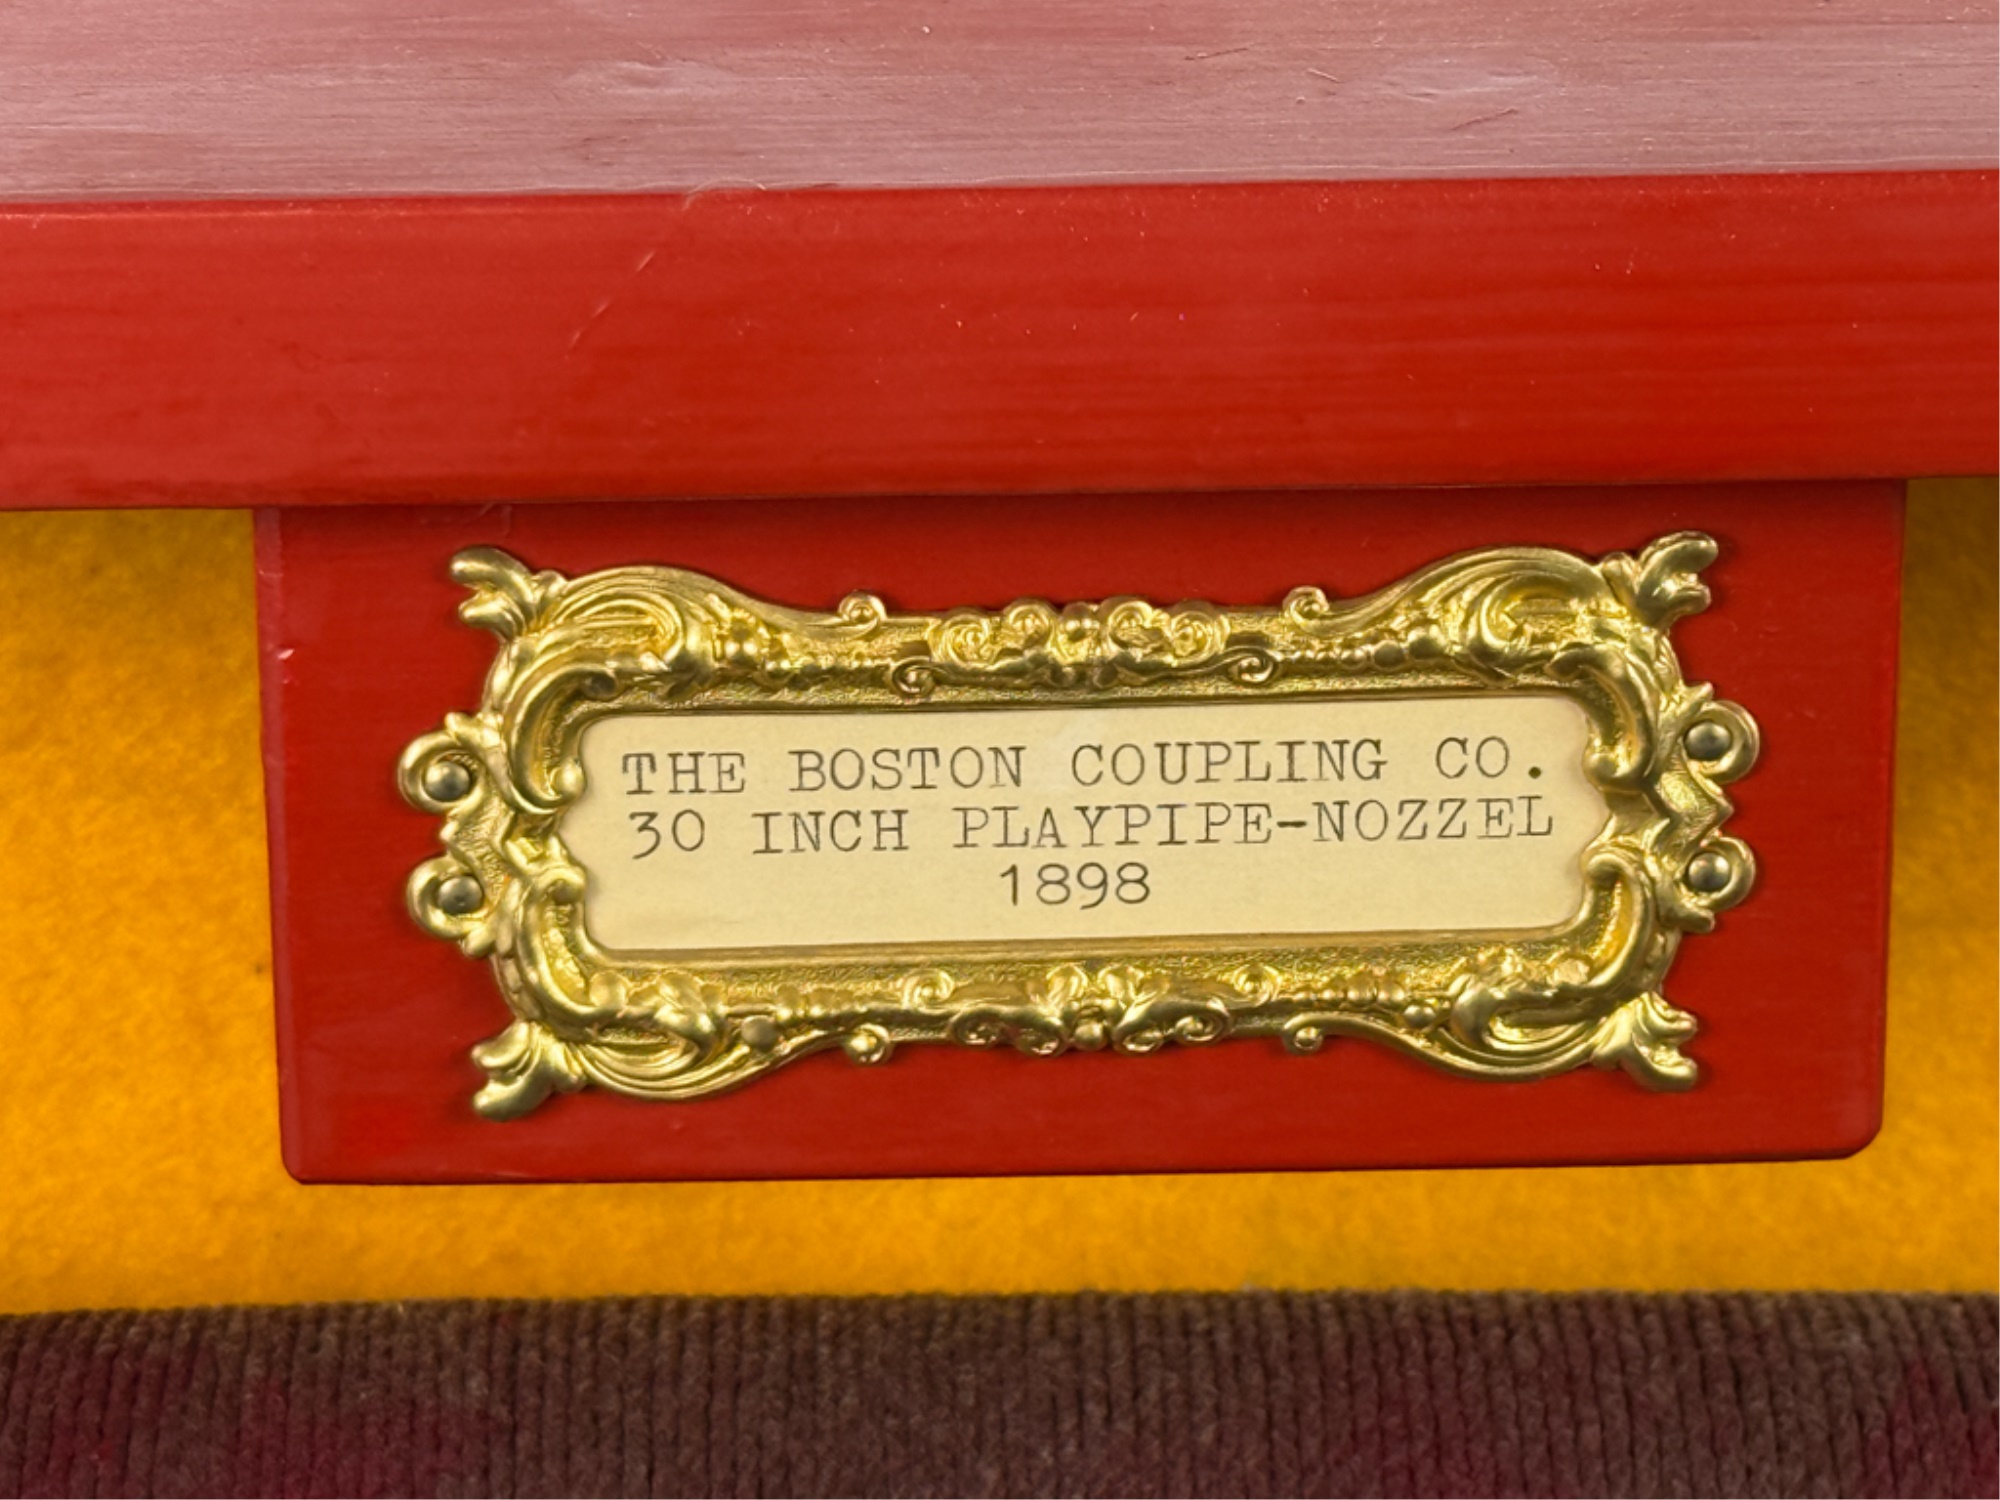 THE BOSTON COUPLING CO.
30 INCH PLAYPIPE-NOZZEL
1898